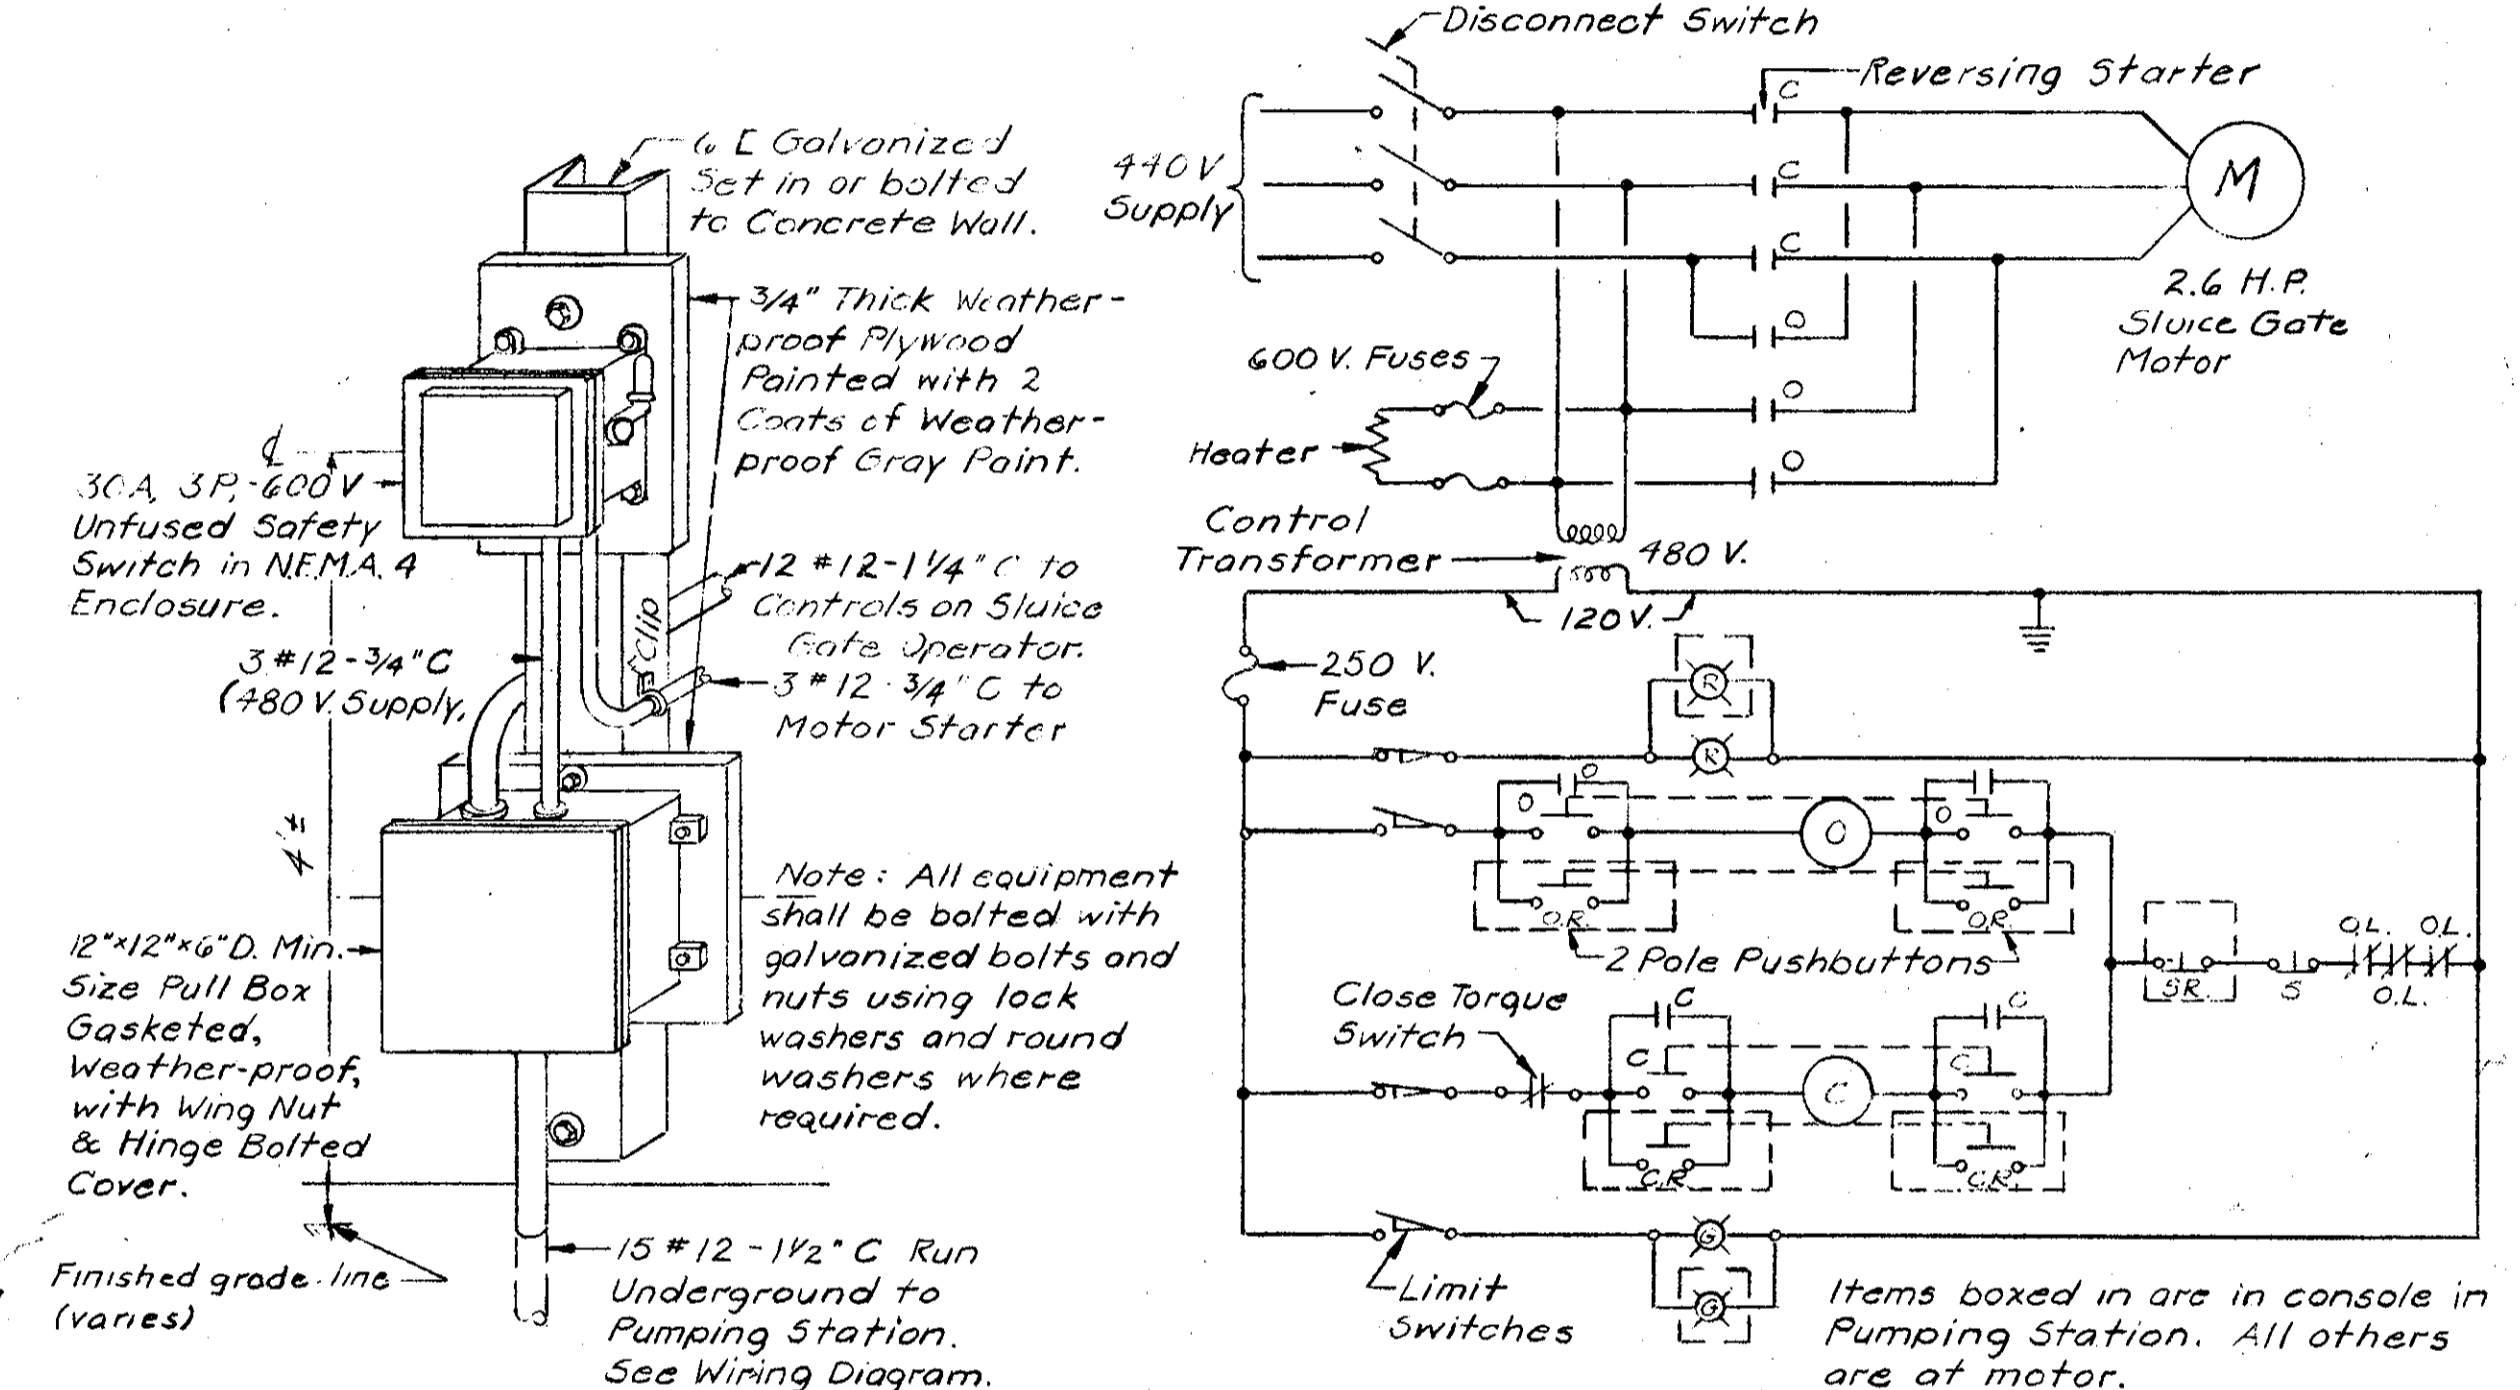 6 [ Galvanized
Set in or bolted
to Concrete Wall.
3/4" Thick Weather-
proof Plywood
Painted with 2
Coats of Weather-
proof Gray Paint.
℄
30A, 3P,-600V
Unfused Safety
Switch in N.E.M.A. 4
Enclosure.
12 #12-1 1/4" C to
Controls on Sluice
Gate Operator.
Clip
3 #12-3/4" C
(480 V. Supply,
3 #12-3/4" C to
Motor Starter
4'±
Note: All equipment
shall be bolted with
galvanized bolts and
nuts using lock
washers and round
washers where
required.
12"x12"x6"D. Min.
Size Pull Box
Gasketed,
Weather-proof,
with Wing Nut
& Hinge Bolted
Cover.
Finished grade line
(varies)
15 #12 - 1 1/2" C Run
Underground to
Pumping Station.
See Wiring Diagram.
Disconnect Switch
Reversing Starter
440 V
Supply
C
C
C
M
2.6 H.P.
Sluice Gate
Motor
O
O
O
600 V. Fuses
Heater
Control
Transformer
480 V.
120 V.
250 V.
Fuse
R
R
O
O
O
O
O.R.
O.R.
2 Pole Pushbuttons
O.L. O.L.
S.R.
S
O.L.
Close Torque
Switch
C
C
C
C
C
C.R.
C.R.
G
G
Limit
Switches
Items boxed in are in console in
Pumping Station. All others
are at motor.